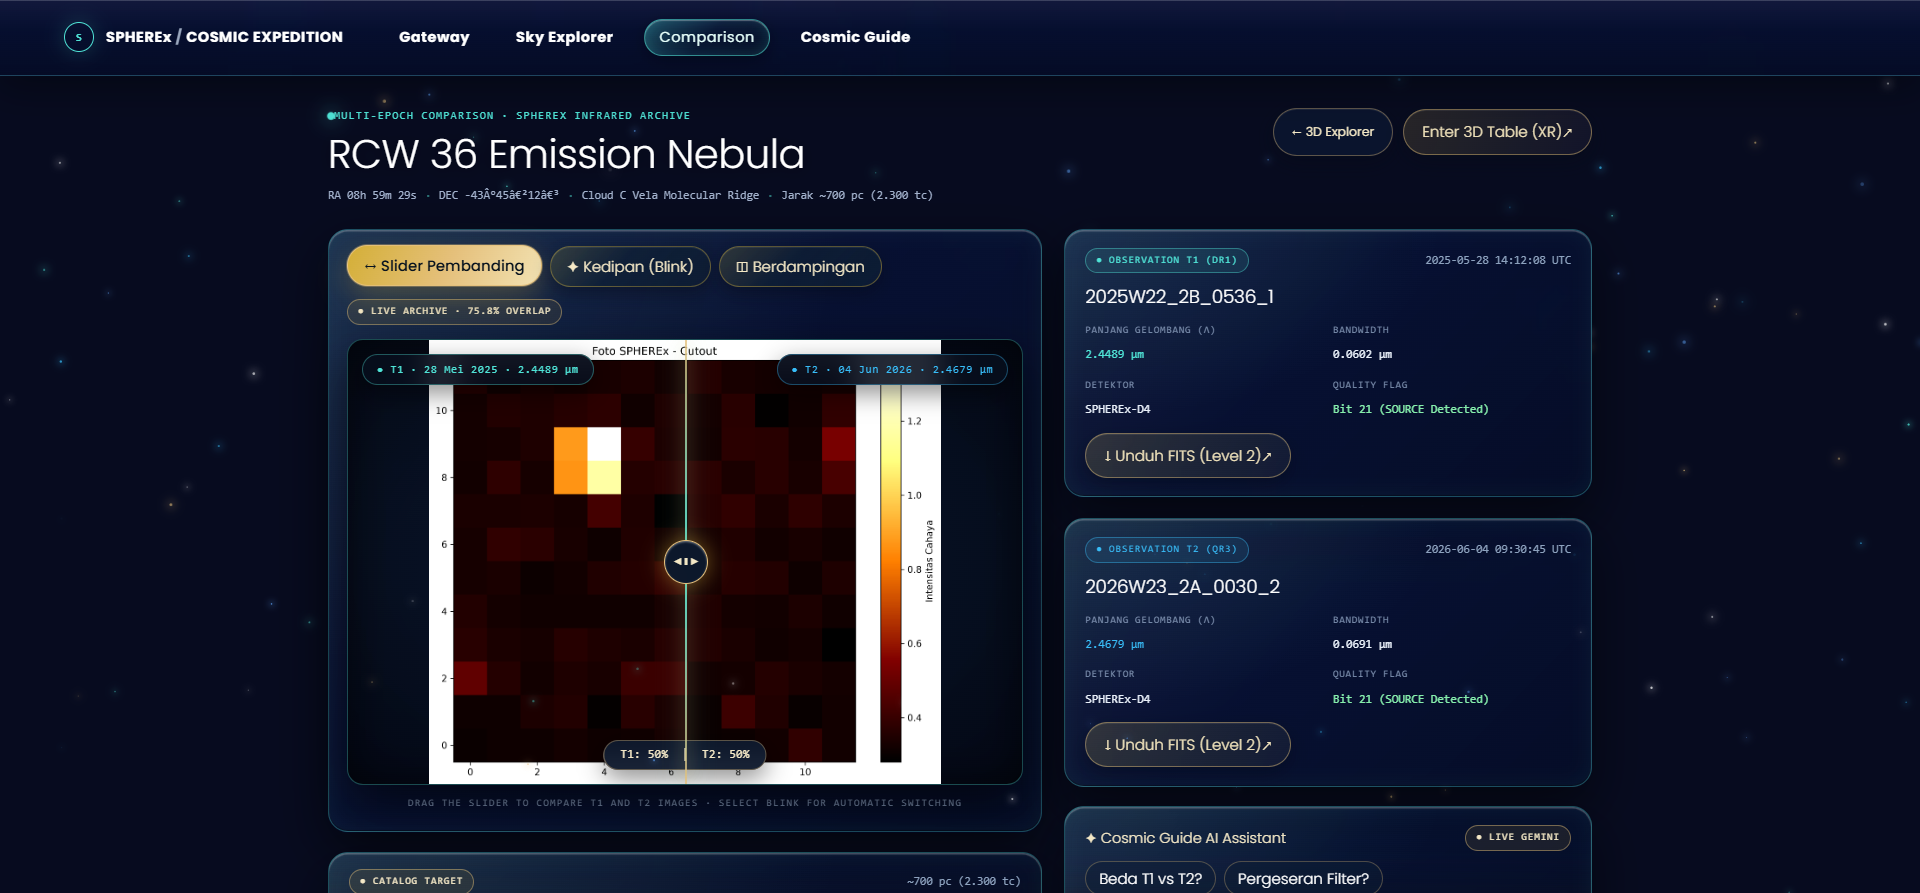 S SPHEREx / COSMIC EXPEDITION Gateway Sky Explorer Comparison Cosmic Guide
MULTI-EPOCH COMPARISON · SPHEREX INFRARED ARCHIVE
RCW 36 Emission Nebula
RA 08h 59m 29s · DEC -43Â°45â€²12â€³ · Cloud C Vela Molecular Ridge · Jarak ~700 pc (2.300 tc)
← 3D Explorer Enter 3D Table (XR)↗
↔ Slider Pembanding ✦ Kedipan (Blink) ◫ Berdampingan
LIVE ARCHIVE · 75.8% OVERLAP
Foto SPHEREx - Cutout
T1 · 28 Mei 2025 · 2.4489 µm
T2 · 04 Jun 2026 · 2.4679 µm
10
8
6
4
2
0
0 2 4 6 8 10
1.2
1.0
0.8
0.6
0.4
Intensitas Cahaya
T1: 50% | T2: 50%
DRAG THE SLIDER TO COMPARE T1 AND T2 IMAGES · SELECT BLINK FOR AUTOMATIC SWITCHING
CATALOG TARGET ~700 pc (2.300 tc)
OBSERVATION T1 (DR1) 2025-05-28 14:12:08 UTC
2025W22_2B_0536_1
PANJANG GELOMBANG (Λ) BANDWIDTH
2.4489 µm 0.0602 µm
DETEKTOR QUALITY FLAG
SPHEREx-D4 Bit 21 (SOURCE Detected)
↓ Unduh FITS (Level 2)↗
OBSERVATION T2 (QR3) 2026-06-04 09:30:45 UTC
2026W23_2A_0030_2
PANJANG GELOMBANG (Λ) BANDWIDTH
2.4679 µm 0.0691 µm
DETEKTOR QUALITY FLAG
SPHEREx-D4 Bit 21 (SOURCE Detected)
↓ Unduh FITS (Level 2)↗
✦ Cosmic Guide AI Assistant LIVE GEMINI
Beda T1 vs T2? Pergeseran Filter?